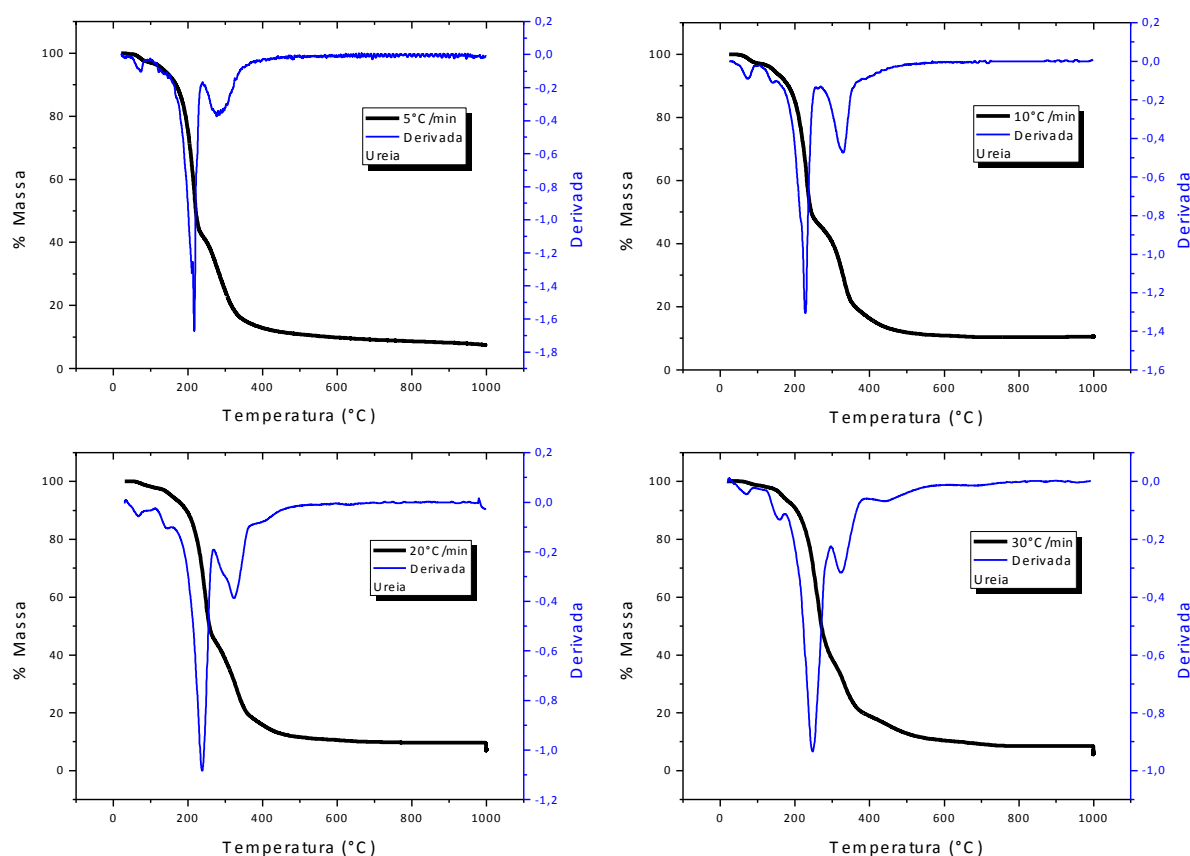 100
80
60
40
20
0
% Massa
0,2
0,0
-0,2
-0,4
-0,6
-0,8
-1,0
-1,2
-1,4
-1,6
-1,8
Derivada
5°C/min
Derivada
Ureia
0 200 400 600 800 1000
Temperatura (°C)
100
80
60
40
20
0
% Massa
0,2
0,0
-0,2
-0,4
-0,6
-0,8
-1,0
-1,2
-1,4
-1,6
Derivada
10°C/min
Derivada
Ureia
0 200 400 600 800 1000
Temperatura (°C)
100
80
60
40
20
0
% Massa
0,2
0,0
-0,2
-0,4
-0,6
-0,8
-1,0
-1,2
Derivada
20°C/min
Derivada
Ureia
0 200 400 600 800 1000
Temperatura (°C)
100
80
60
40
20
0
% Massa
0,0
-0,2
-0,4
-0,6
-0,8
-1,0
Derivada
30°C/min
Derivada
Ureia
0 200 400 600 800 1000
Temperatura (°C)